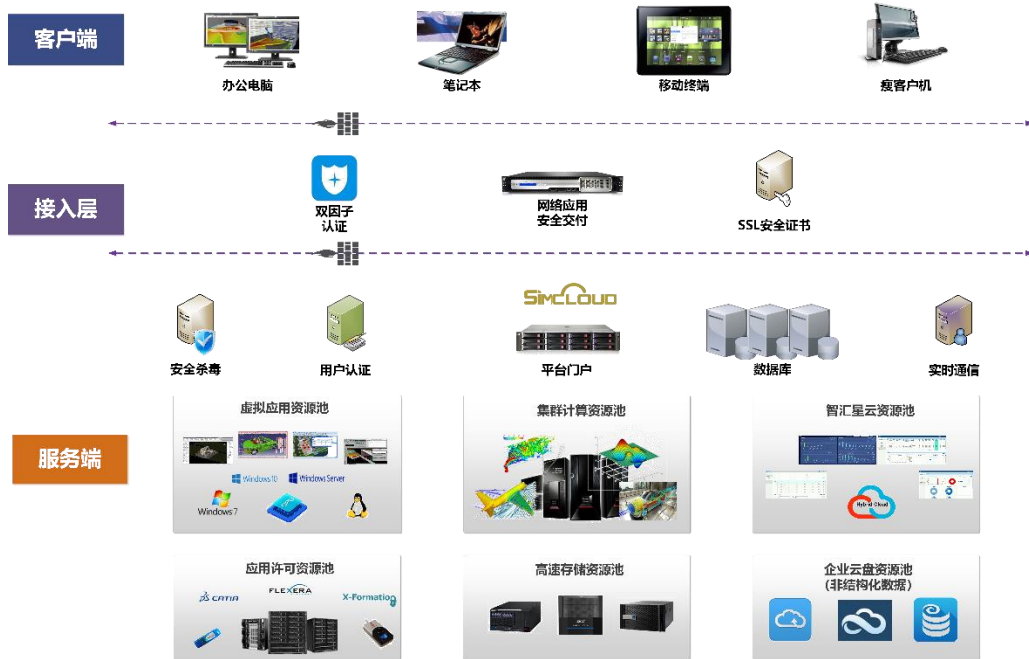 客户端
办公电脑
笔记本
移动终端
瘦客户机
接入层
双因子
认证
网络应用
安全交付
SSL安全证书
SIMCLOUD
安全杀毒
用户认证
平台门户
数据库
实时通信
服务端
虚拟应用资源池
集群计算资源池
智汇星云资源池
Windows 10
Windows Server
Windows 7
Hybrid Cloud
应用许可资源池
高速存储资源池
企业云盘资源池
(非结构化数据)
CATIA
FLEXERA
X-Formation